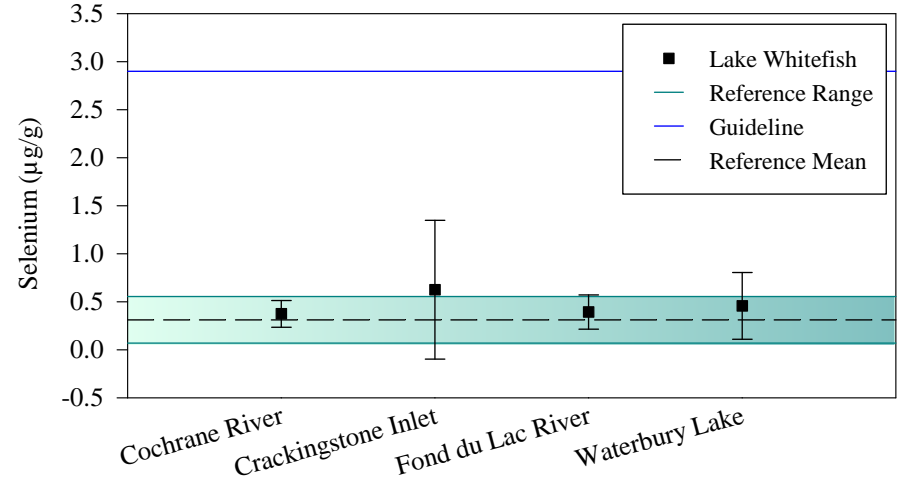 3.5
3.0
2.5
2.0
1.5
1.0
0.5
0.0
-0.5
Selenium (µg/g)
Lake Whitefish
Reference Range
Guideline
Reference Mean
Cochrane River
Crackingstone Inlet
Fond du Lac River
Waterbury Lake